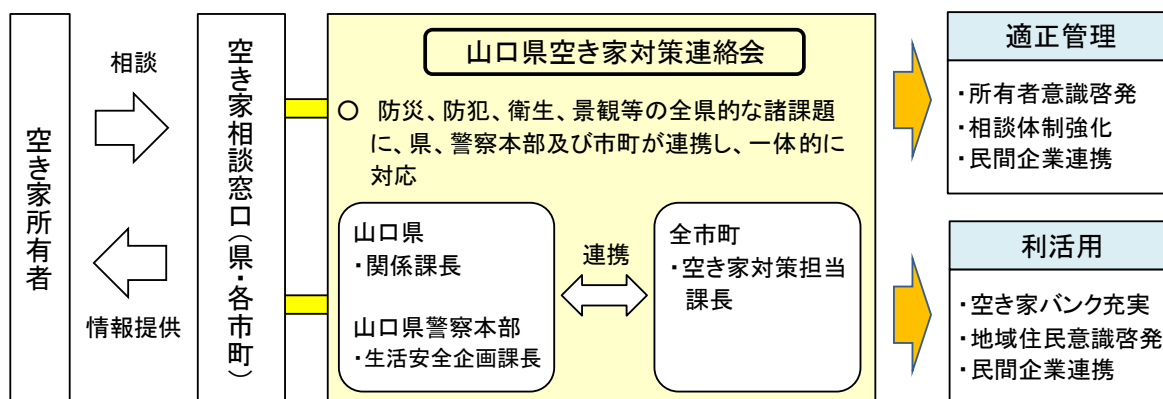 空き家所有者
相談
情報提供
空き家相談窓口(県・各市町)
山口県空き家対策連絡会
○ 防災、防犯、衛生、景観等の全県的な諸課題
に、県、警察本部及び市町が連携し、一体的に
対応
山口県
・関係課長
山口県警察本部
・生活安全企画課長
連携
全市町
・空き家対策担当
課長
適正管理
・所有者意識啓発
・相談体制強化
・民間企業連携
利活用
・空き家バンク充実
・地域住民意識啓発
・民間企業連携